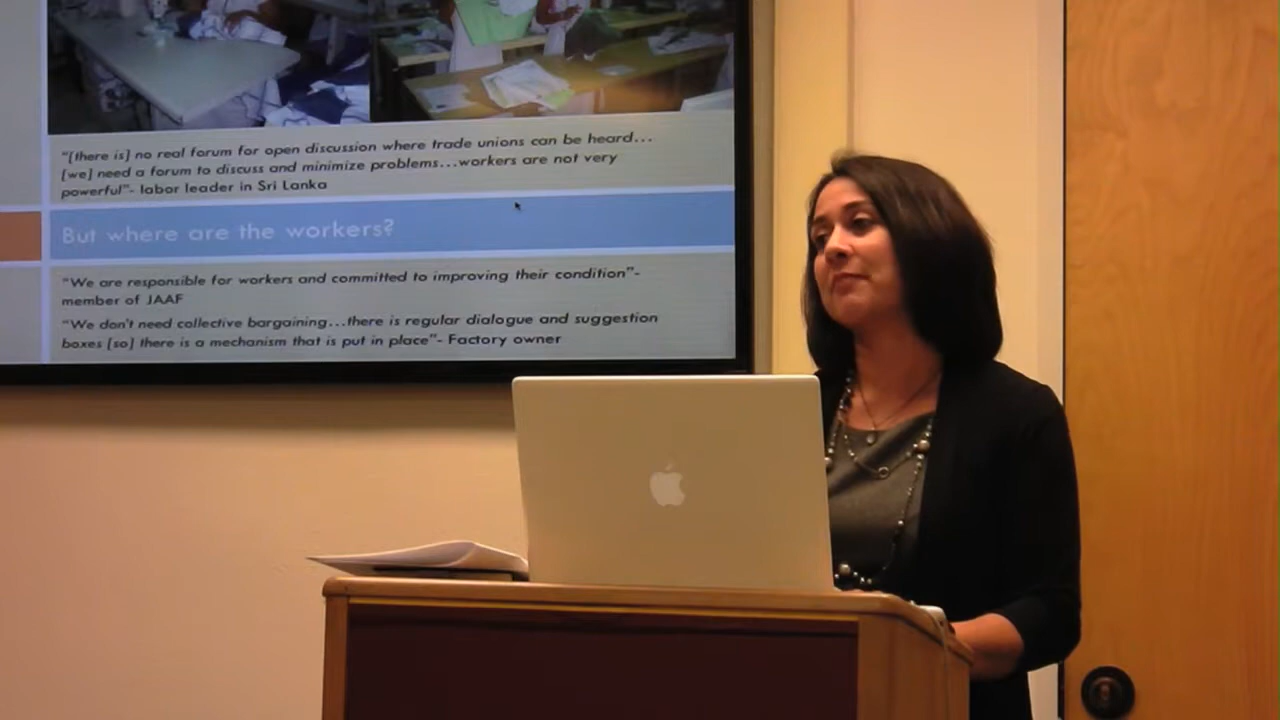 "[there is] no real forum for open discussion where trade unions can be heard...
[we] need a forum to discuss and minimize problems...workers are not very
powerful"- labor leader in Sri Lanka
But where are the workers?
"We are responsible for workers and committed to improving their condition"-
member of JAAF
"We don't need collective bargaining...there is regular dialogue and suggestion
boxes [so] there is a mechanism that is put in place"- Factory owner